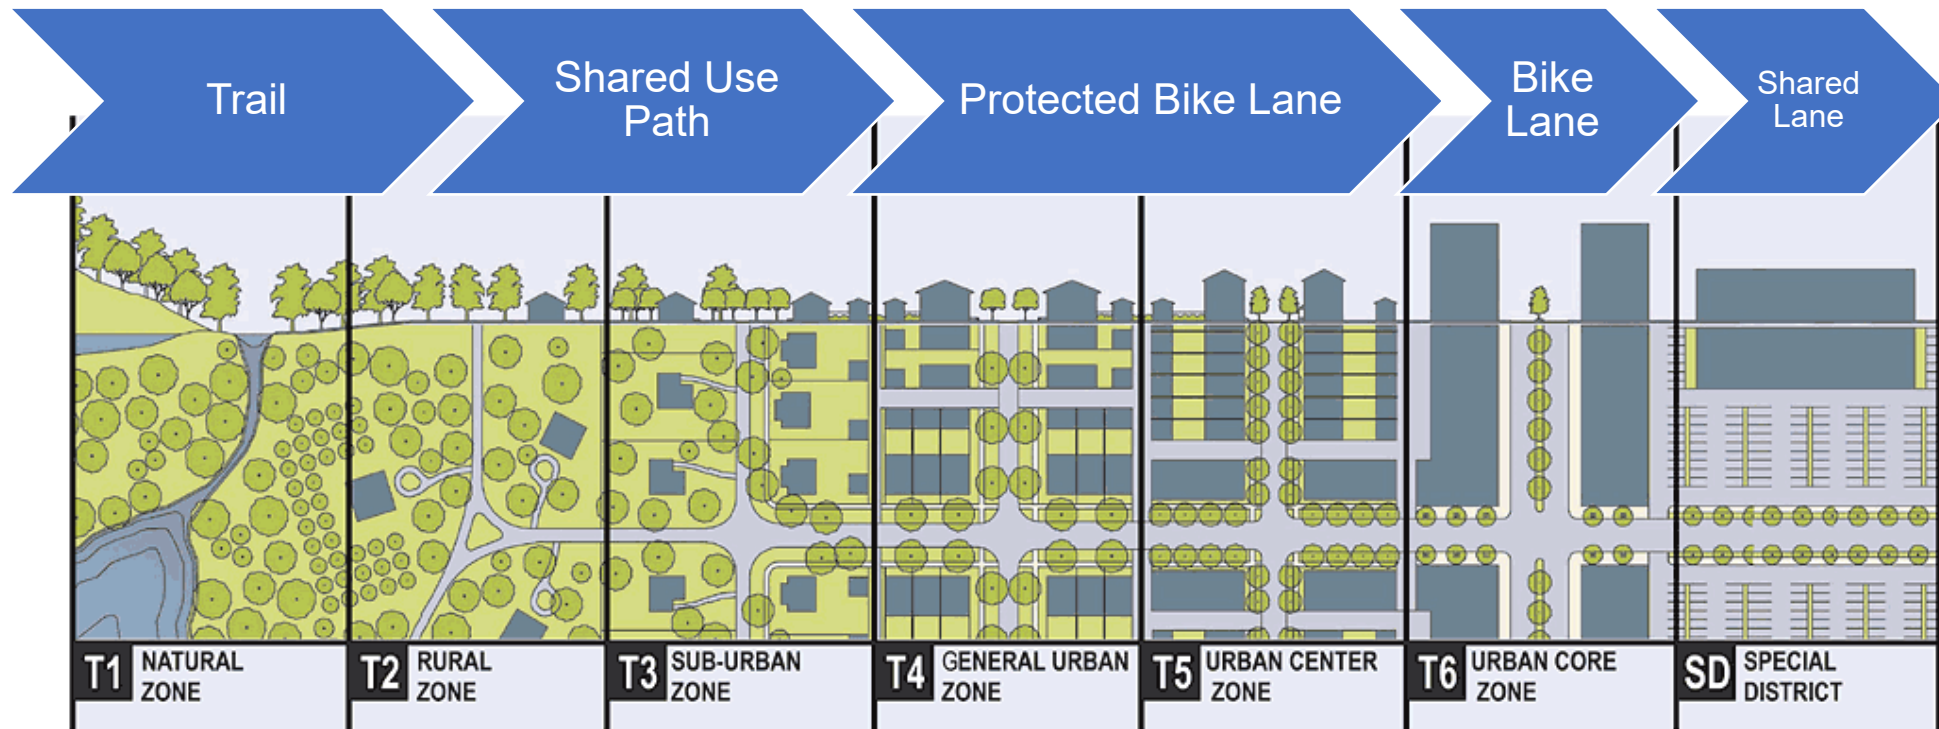 Trail
Shared Use
Path
Protected Bike Lane
Bike
Lane
Shared
Lane
T1 NATURAL
ZONE
T2 RURAL
ZONE
T3 SUB-URBAN
ZONE
T4 GENERAL URBAN
ZONE
T5 URBAN CENTER
ZONE
T6 URBAN CORE
ZONE
SD SPECIAL
DISTRICT